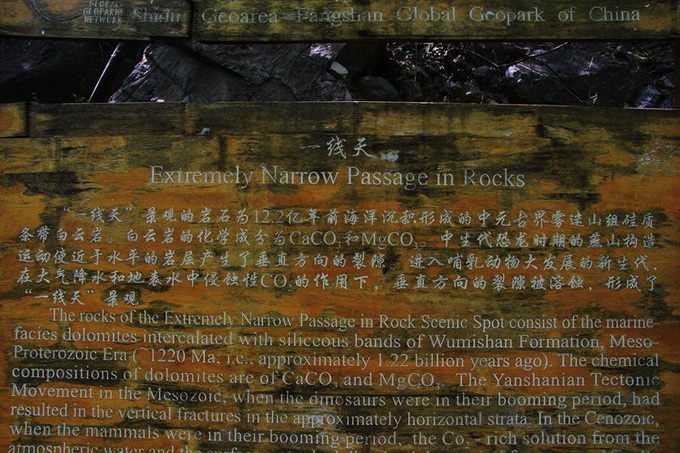 GLOBAL
GEOPARKS
NETWORK
Shidu Geoarea Fangshan Global Geopark of China
一线天
Extremely Narrow Passage in Rocks
“一线天”景观的岩石为12.2亿年前海洋沉积形成的中元古界雾迷山组硅质
条带白云岩。白云岩的化学成分为CaCO₃和MgCO₃。中生代恐龙时期的燕山构造
运动使近于水平的岩层产生了垂直方向的裂隙。进入哺乳动物大发展的新生代，
在大气降水和地表水中侵蚀性CO₂的作用下，垂直方向的裂隙被溶蚀，形成了
“一线天”景观
The rocks of the Extremely Narrow Passage in Rock Scenic Spot consist of the marine-
facies dolomites intercalated with siliceous bands of Wumishan Formation, Meso-
Proterozoic Era (~1220 Ma, i.e., approximately 1.22 billion years ago). The chemical
compositions of dolomites are of CaCO₃ and MgCO₃. The Yanshanian Tectonic
Movement in the Mesozoic, when the dinosaurs were in their booming period, had
resulted in the vertical fractures in the approximately horizontal strata. In the Cenozoic,
when the mammals were in their booming period, the Co₂ rich solution from the
atmospheric water and the